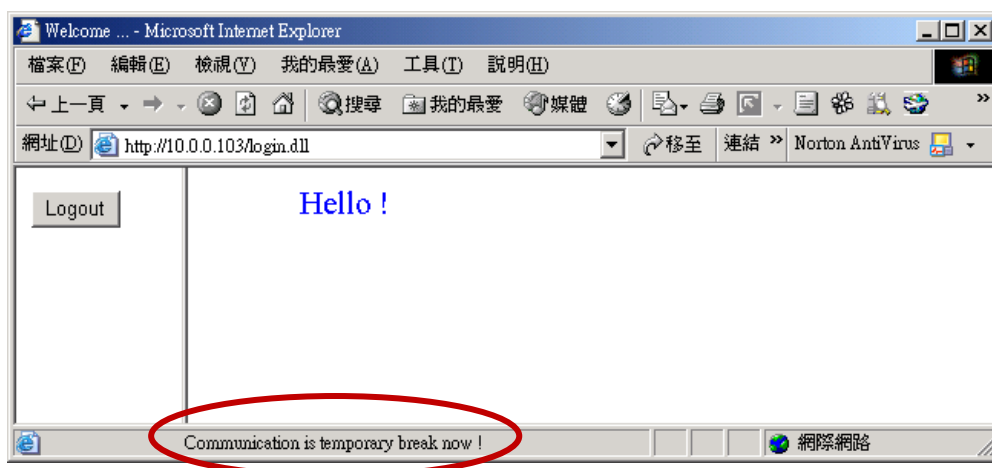 Welcome ... - Microsoft Internet Explorer
檔案(F) 編輯(E) 檢視(V) 我的最愛(A) 工具(T) 說明(H)
上一頁 搜尋 我的最愛 媒體 »
網址(D) http://10.0.0.103/login.dll 移至 連結 » Norton AntiVirus
Logout
Hello !
Communication is temporary break now ! 網際網路